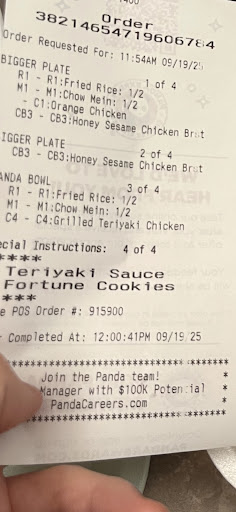 Order
38214654719606784
Order Requested For: 11:54AM 09/19/25
BIGGER PLATE 1 of 4
R1 - R1:Fried Rice: 1/2
M1 - M1:Chow Mein: 1/2
- C1:Orange Chicken
CB3 - CB3:Honey Sesame Chicken Brst
IGGER PLATE 2 of 4
CB3 - CB3:Honey Sesame Chicken Brst
ANDA BOWL 3 of 4
R1 - R1:Fried Rice: 1/2
M1 - M1:Chow Mein: 1/2
C4 - C4:Grilled Teriyaki Chicken
ecial Instructions: 4 of 4
****
Teriyaki Sauce
Fortune Cookies
***
e POS Order #: 915900
Completed At: 12:00:41PM 09/19/25
********************************
Join the Panda team! *
Manager with $100K Potential *
PandaCareers.com *
********************************